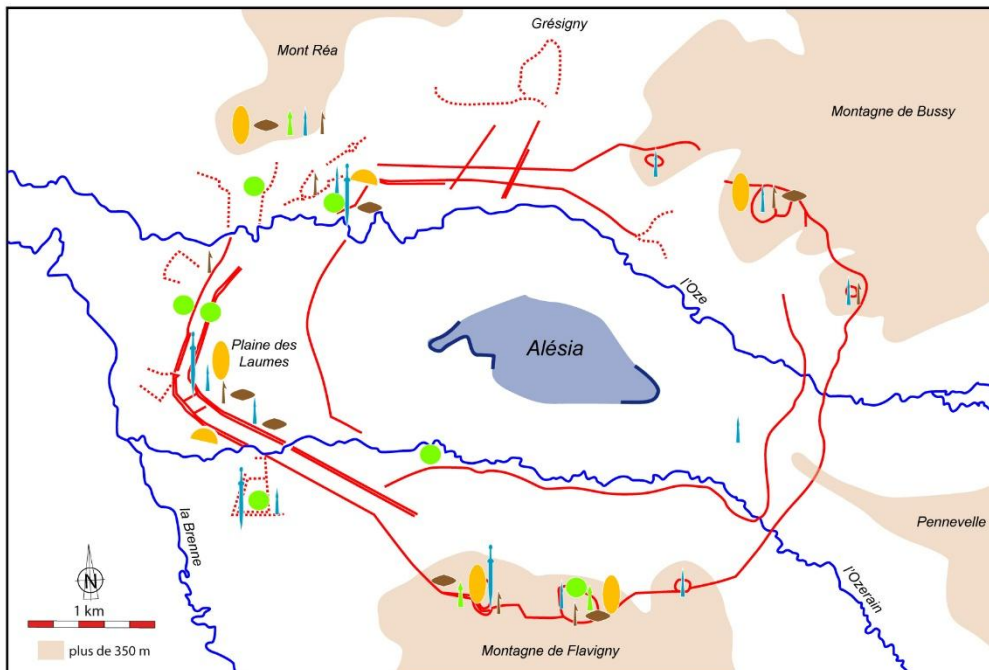 Grésigny
Mont Réa
Montagne de Bussy
l'Oze
Plaine des
Laumes
Alésia
la Brenne
Pennevelle
l'Ozerain
N
1 km
plus de 350 m
Montagne de Flavigny